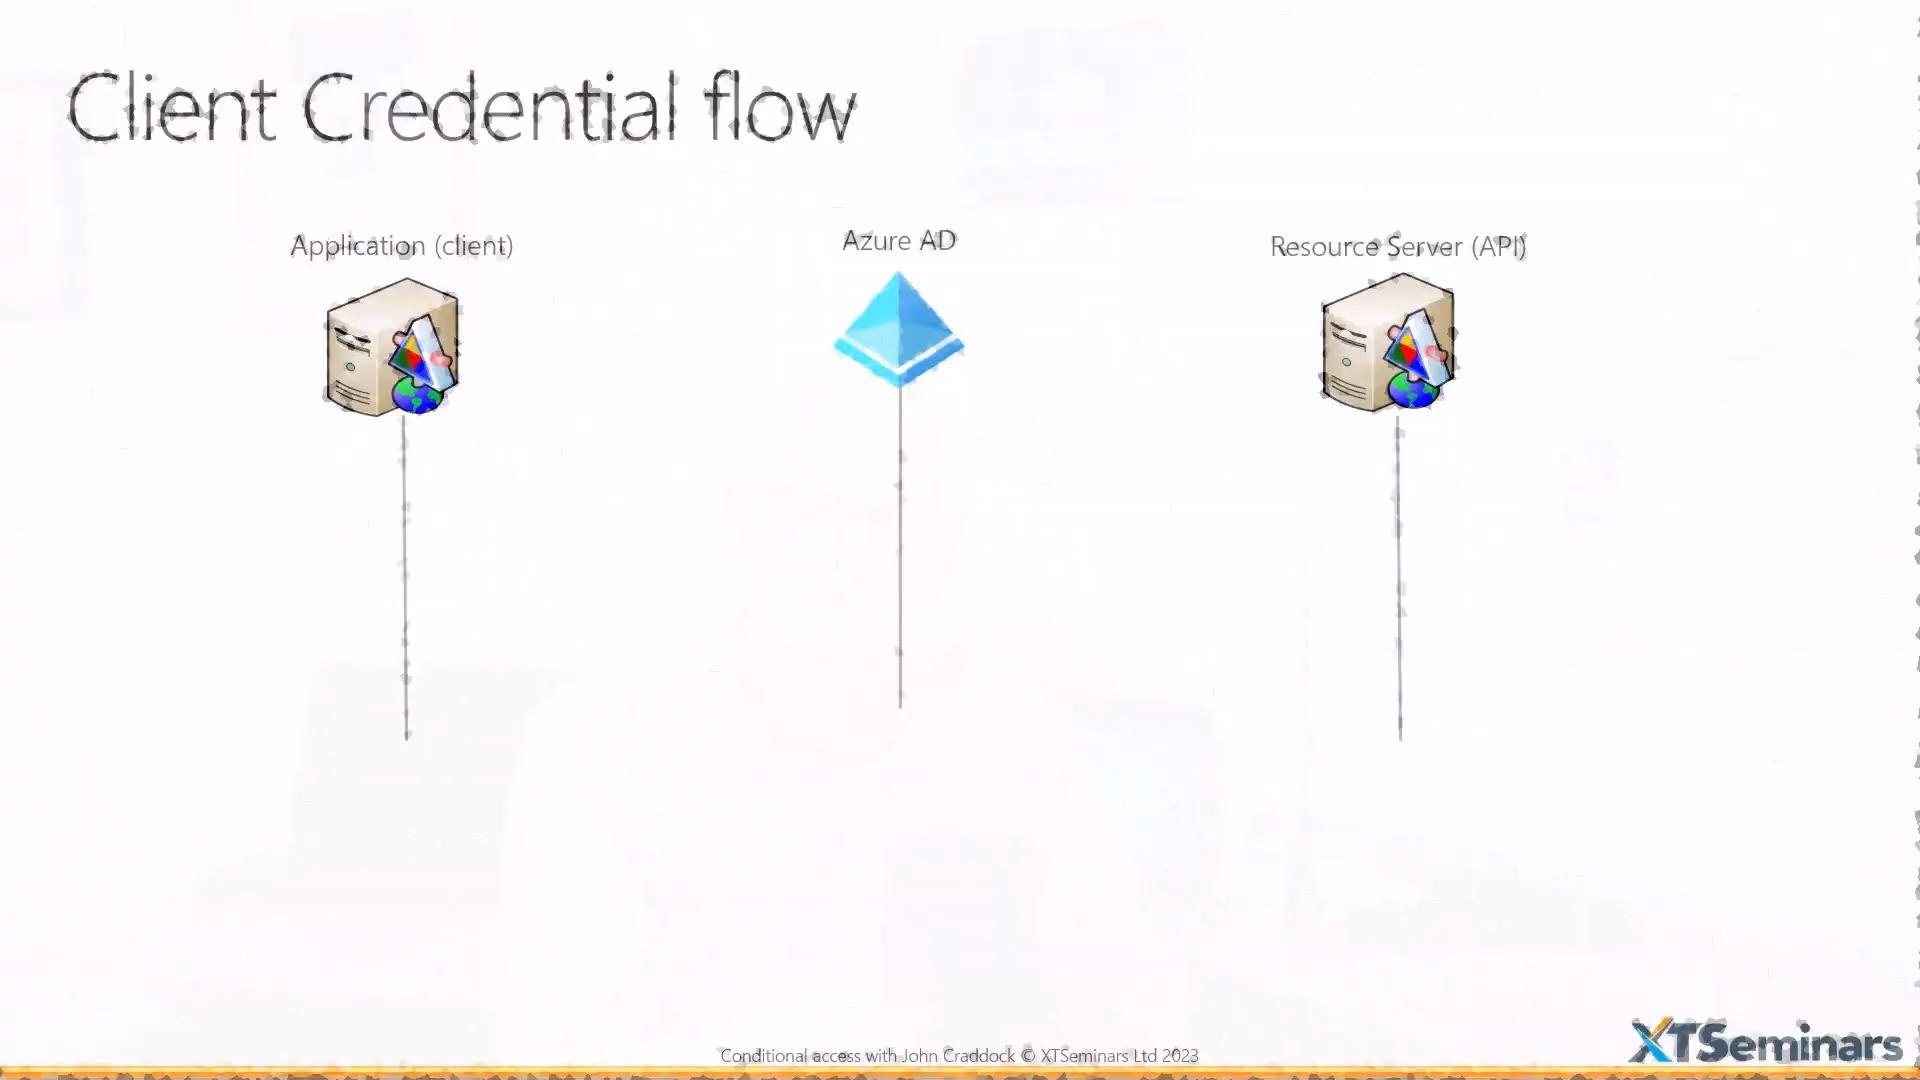 Client Credential flow
Application (client)
Azure AD
Resource Server (API)
Conditional access with John Craddock © XTSeminars Ltd 2023
XTSeminars